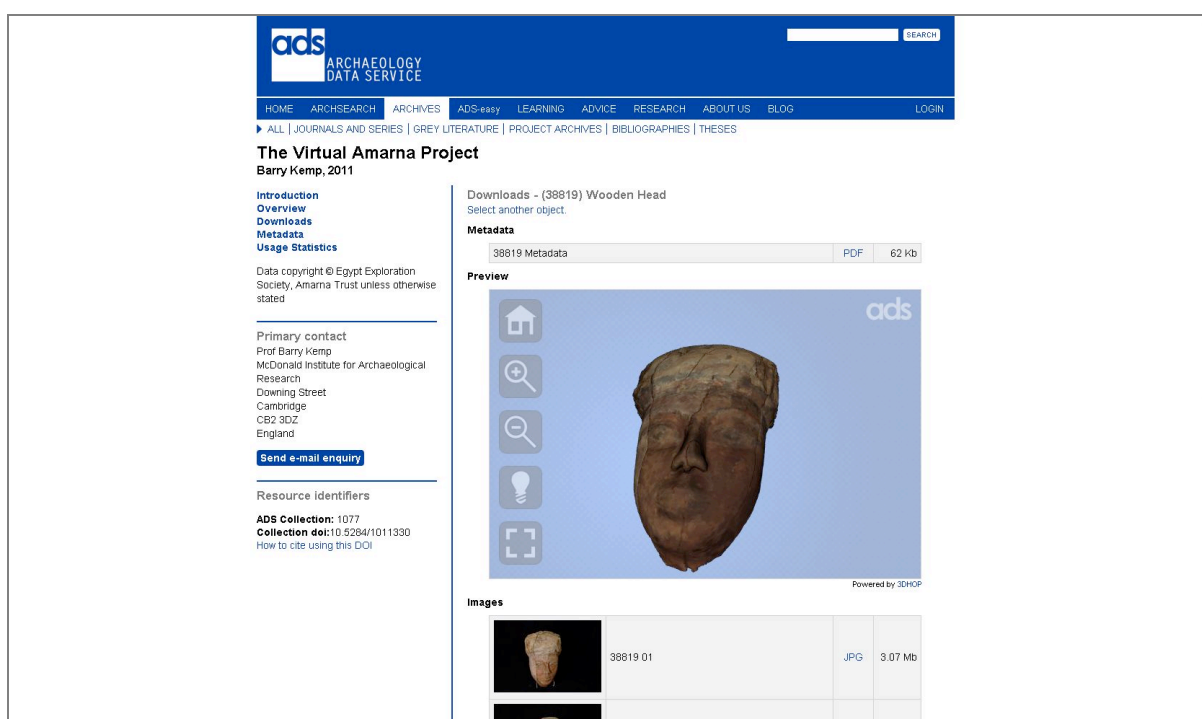 ads
ARCHAEOLOGY
DATA SERVICE
SEARCH
HOME ARCHSEARCH ARCHIVES ADS-easy LEARNING ADVICE RESEARCH ABOUT US BLOG LOGIN
ALL | JOURNALS AND SERIES | GREY LITERATURE | PROJECT ARCHIVES | BIBLIOGRAPHIES | THESES
The Virtual Amarna Project
Barry Kemp, 2011
Introduction
Overview
Downloads
Metadata
Usage Statistics
Data copyright © Egypt Exploration
Society, Amarna Trust unless otherwise
stated
Primary contact
Prof Barry Kemp
McDonald Institute for Archaeological
Research
Downing Street
Cambridge
CB2 3DZ
England
Send e-mail enquiry
Resource identifiers
ADS Collection: 1077
Collection doi:10.5284/1011330
How to cite using this DOI
Downloads - (38819) Wooden Head
Select another object.
Metadata
38819 Metadata PDF 62 Kb
Preview
ads
Powered by 3DHOP
Images
38819 01 JPG 3.07 Mb